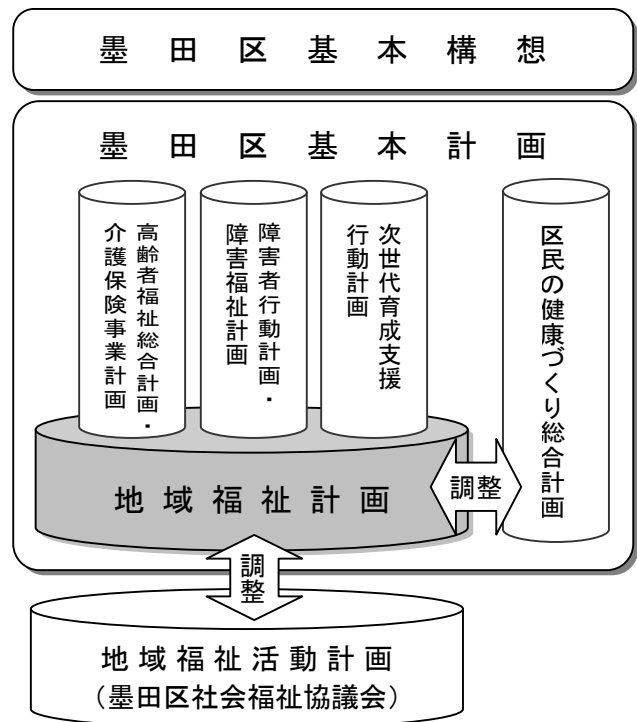 墨田区基本構想
墨田区基本計画
高齢者福祉総合計画・
介護保険事業計画
障害者行動計画・
障害福祉計画
次世代育成支援
行動計画
区民の健康づくり総合計画
地域福祉計画
調整
調整
地域福祉活動計画
（墨田区社会福祉協議会）